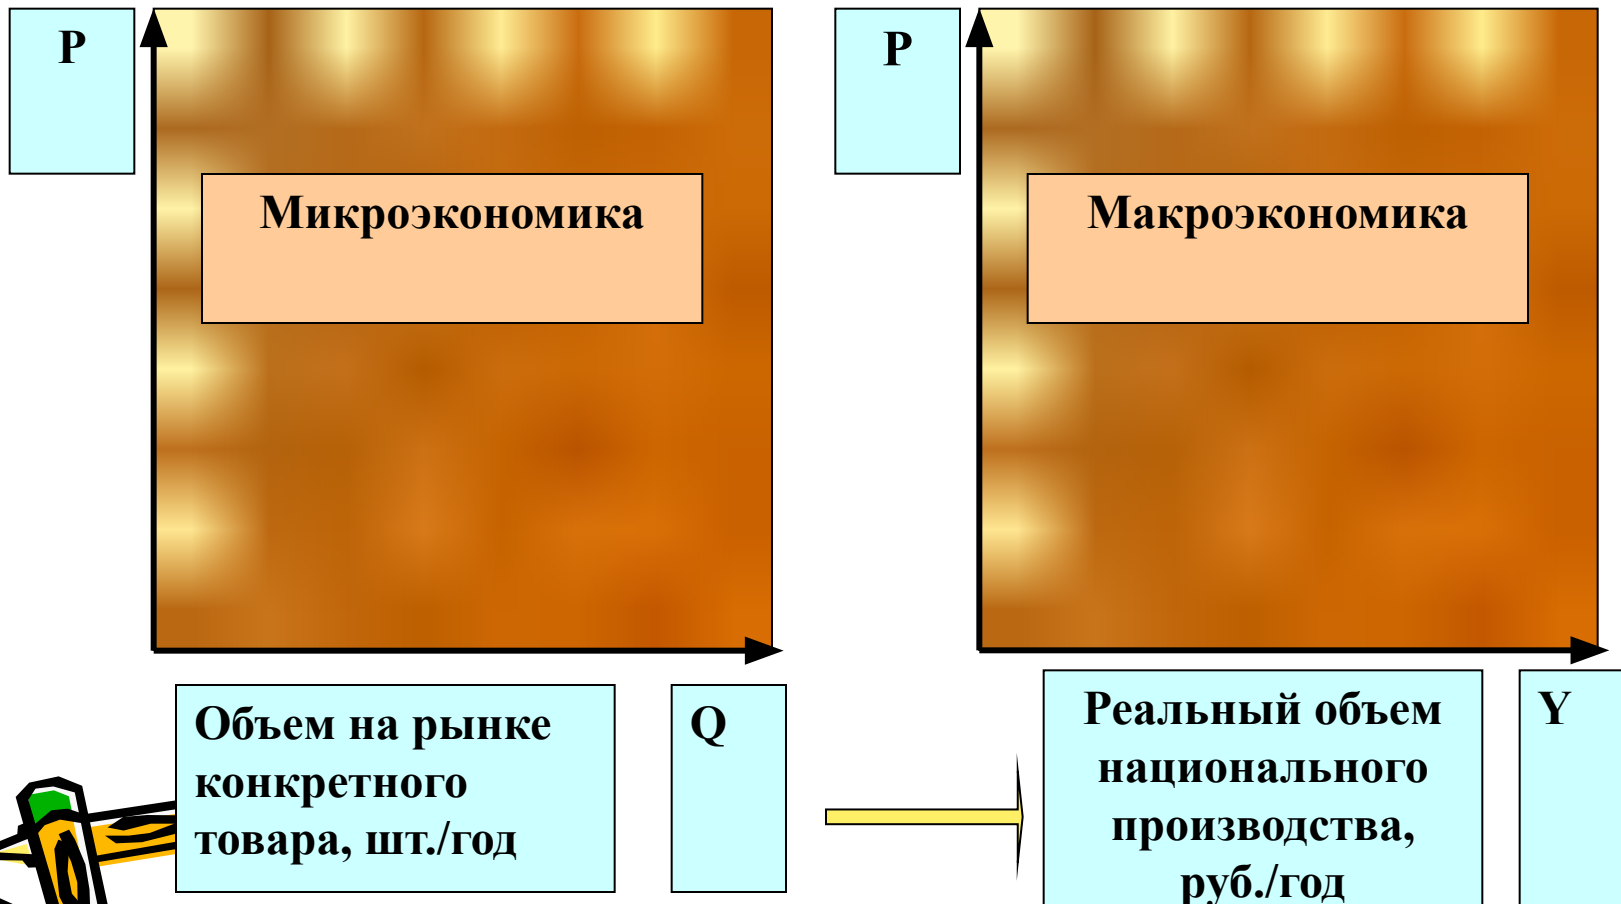 P
P
Микроэкономика
Макроэкономика
Объем на рынке
конкретного
товара, шт./год
Q
Реальный объем
национального
производства,
руб./год
Y